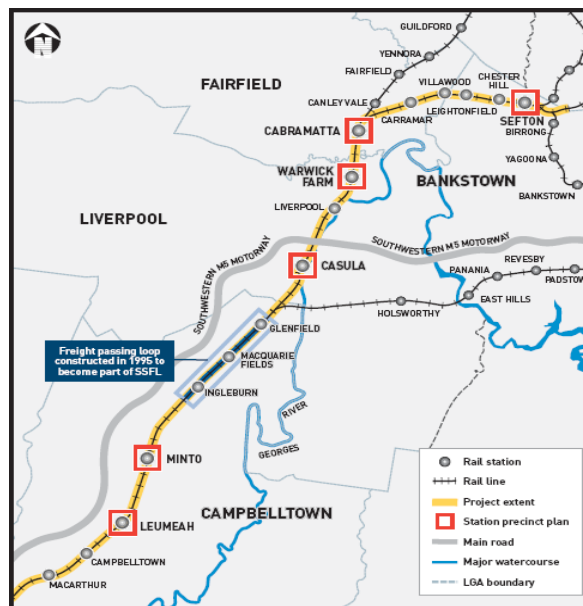 N
GUILDFORD
YENNORA
FAIRFIELD
FAIRFIELD
VILLAWOOD
CHESTER
HILL
CANLEY VALE
CARRAMAR
LEIGHTONFIELD
SEFTON
BIRRONG
CABRAMATTA
YAGOONA
WARWICK
FARM
BANKSTOWN
BANKSTOWN
LIVERPOOL
LIVERPOOL
SOUTHWESTERN M5 MOTORWAY
SOUTHWESTERN M5 MOTORWAY
CASULA
REVESBY
PANANIA
PADSTOW
EAST HILLS
HOLSWORTHY
GLENFIELD
Freight passing loop
constructed in 1995 to
become part of SSFL
MACQUARIE
FIELDS
INGLEBURN
RIVER
GEORGES
MINTO
CAMPBELLTOWN
LEUMEAH
CAMPBELLTOWN
MACARTHUR
Rail station
Rail line
Project extent
Station precinct plan
Main road
Major watercourse
LGA boundary